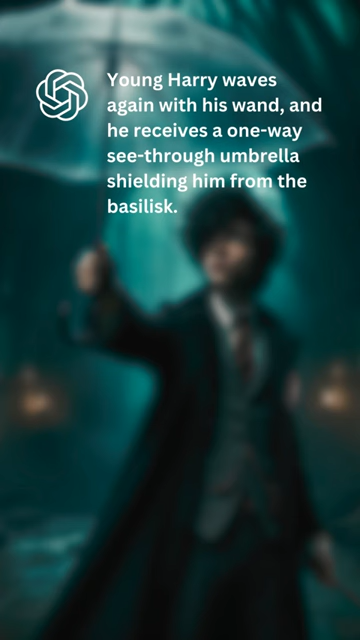 Young Harry waves
again with his wand, and
he receives a one-way
see-through umbrella
shielding him from the
basilisk.